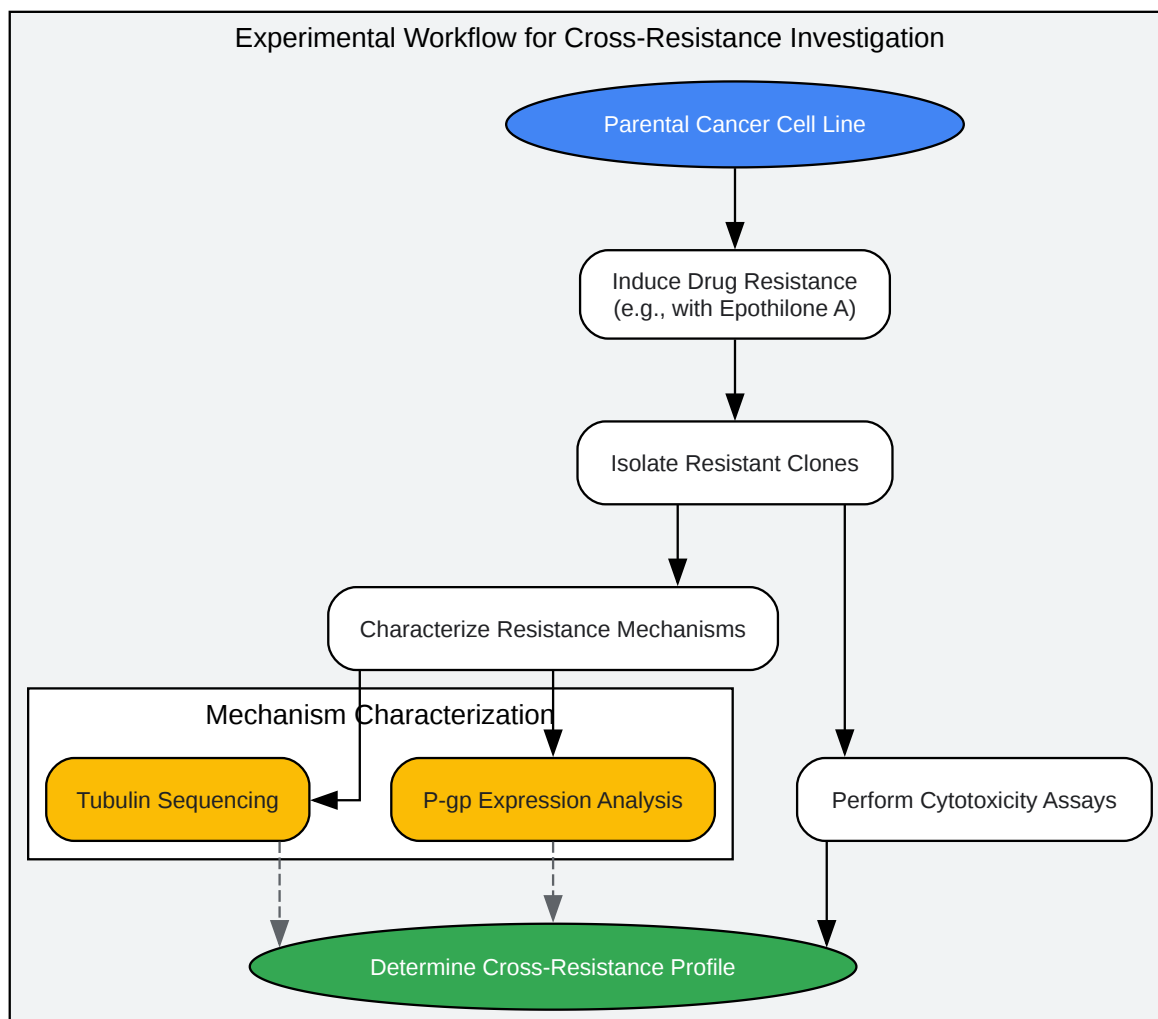 Experimental Workflow for Cross-Resistance Investigation
Parental Cancer Cell Line
Induce Drug Resistance
(e.g., with Epothilone A)
Isolate Resistant Clones
Characterize Resistance Mechanisms
Mechanism Characterization
Tubulin Sequencing
P-gp Expression Analysis
Perform Cytotoxicity Assays
Determine Cross-Resistance Profile